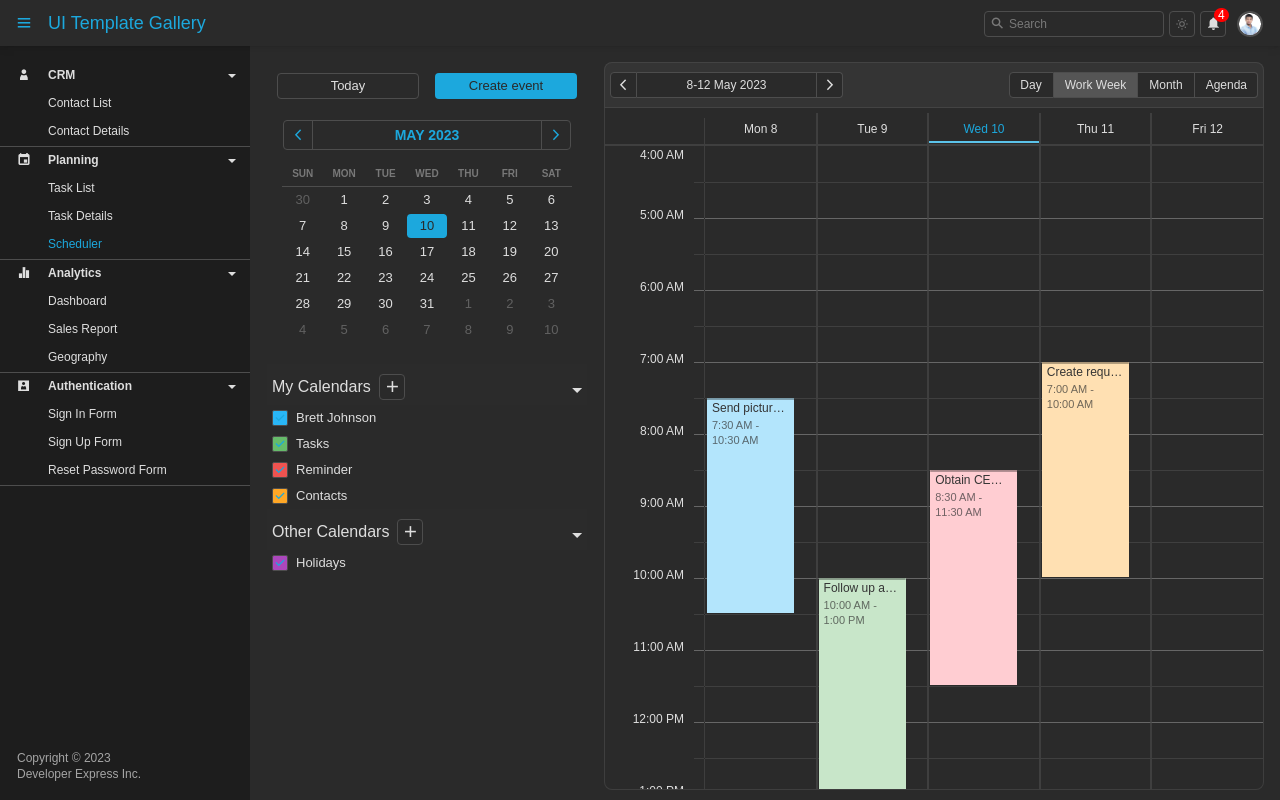 UI Template Gallery
Search
4
CRM
Contact List
Contact Details
Planning
Task List
Task Details
Scheduler
Analytics
Dashboard
Sales Report
Geography
Authentication
Sign In Form
Sign Up Form
Reset Password Form
Copyright © 2023
Developer Express Inc.
Today
Create event
MAY 2023
SUN MON TUE WED THU FRI SAT
30 1 2 3 4 5 6
7 8 9 10 11 12 13
14 15 16 17 18 19 20
21 22 23 24 25 26 27
28 29 30 31 1 2 3
4 5 6 7 8 9 10
My Calendars
Brett Johnson
Tasks
Reminder
Contacts
Other Calendars
Holidays
8-12 May 2023
Day Work Week Month Agenda
Mon 8 Tue 9 Wed 10 Thu 11 Fri 12
4:00 AM
5:00 AM
6:00 AM
7:00 AM
8:00 AM
9:00 AM
10:00 AM
11:00 AM
12:00 PM
1:00 PM
Send pictur…
7:30 AM -
10:30 AM
Follow up a…
10:00 AM -
1:00 PM
Obtain CE…
8:30 AM -
11:30 AM
Create requ…
7:00 AM -
10:00 AM